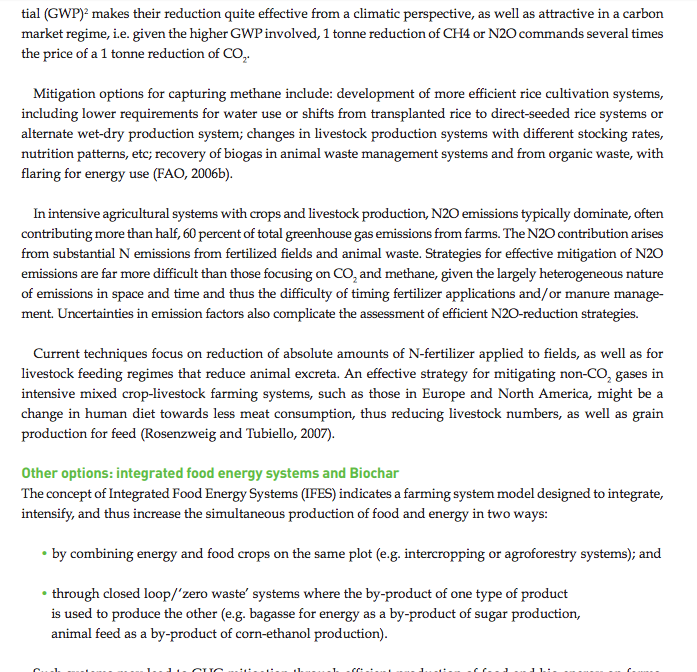 tial (GWP)² makes their reduction quite effective from a climatic perspective, as well as attractive in a carbon
market regime, i.e. given the higher GWP involved, 1 tonne reduction of CH4 or N2O commands several times
the price of a 1 tonne reduction of CO₂.
Mitigation options for capturing methane include: development of more efficient rice cultivation systems,
including lower requirements for water use or shifts from transplanted rice to direct-seeded rice systems or
alternate wet-dry production system; changes in livestock production systems with different stocking rates,
nutrition patterns, etc; recovery of biogas in animal waste management systems and from organic waste, with
flaring for energy use (FAO, 2006b).
In intensive agricultural systems with crops and livestock production, N2O emissions typically dominate, often
contributing more than half, 60 percent of total greenhouse gas emissions from farms. The N2O contribution arises
from substantial N emissions from fertilized fields and animal waste. Strategies for effective mitigation of N2O
emissions are far more difficult than those focusing on CO₂ and methane, given the largely heterogeneous nature
of emissions in space and time and thus the difficulty of timing fertilizer applications and/or manure manage-
ment. Uncertainties in emission factors also complicate the assessment of efficient N2O-reduction strategies.
Current techniques focus on reduction of absolute amounts of N-fertilizer applied to fields, as well as for
livestock feeding regimes that reduce animal excreta. An effective strategy for mitigating non-CO₂ gases in
intensive mixed crop-livestock farming systems, such as those in Europe and North America, might be a
change in human diet towards less meat consumption, thus reducing livestock numbers, as well as grain
production for feed (Rosenzweig and Tubiello, 2007).
Other options: integrated food energy systems and Biochar
The concept of Integrated Food Energy Systems (IFES) indicates a farming system model designed to integrate,
intensify, and thus increase the simultaneous production of food and energy in two ways:
• by combining energy and food crops on the same plot (e.g. intercropping or agroforestry systems); and
• through closed loop/'zero waste' systems where the by-product of one type of product
is used to produce the other (e.g. bagasse for energy as a by-product of sugar production,
animal feed as a by-product of corn-ethanol production).